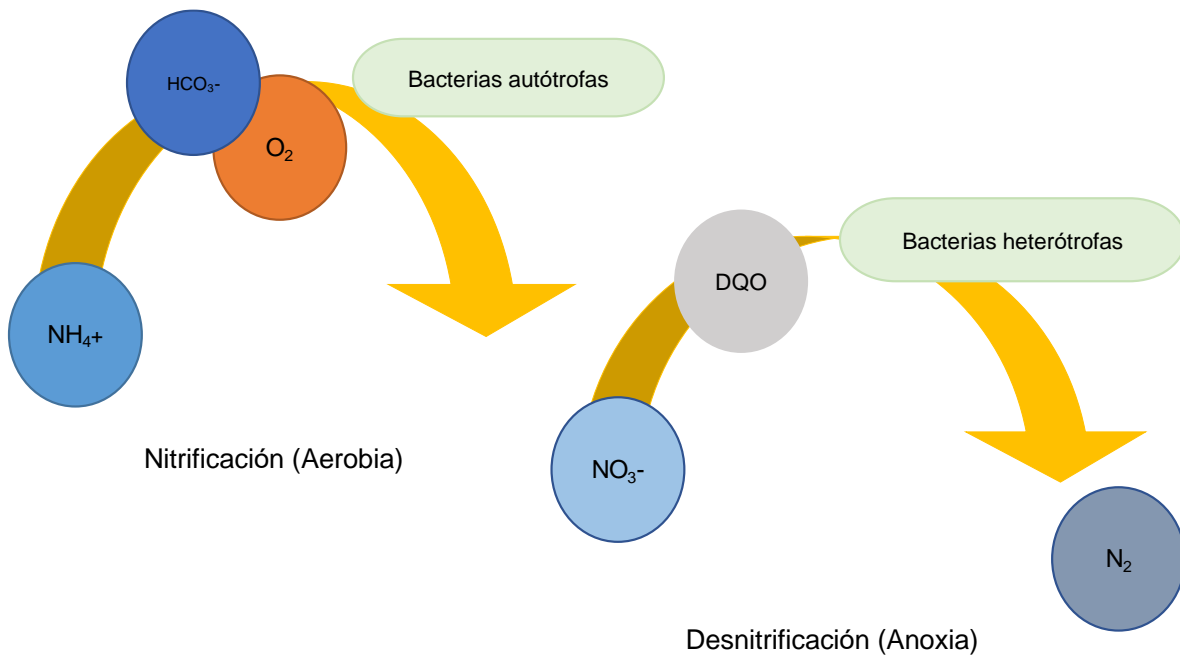 HCO₃-
Bacterias autótrofas
O₂
NH₄+
Nitrificación (Aerobia)
Bacterias heterótrofas
DQO
NO₃-
N₂
Desnitrificación (Anoxia)